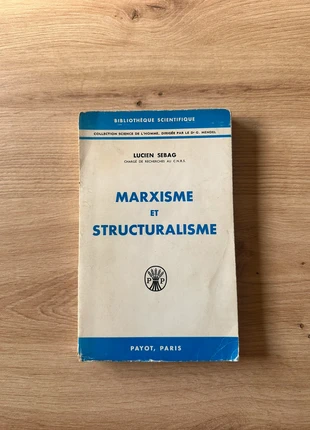 BIBLIOTHÈQUE SCIENTIFIQUE
COLLECTION SCIENCE DE L'HOMME, DIRIGÉE PAR LE Dr G. MENDEL
LUCIEN SEBAG
CHARGÉ DE RECHERCHES AU C.N.R.S.
MARXISME
ET
STRUCTURALISME
P P
PAYOT, PARIS